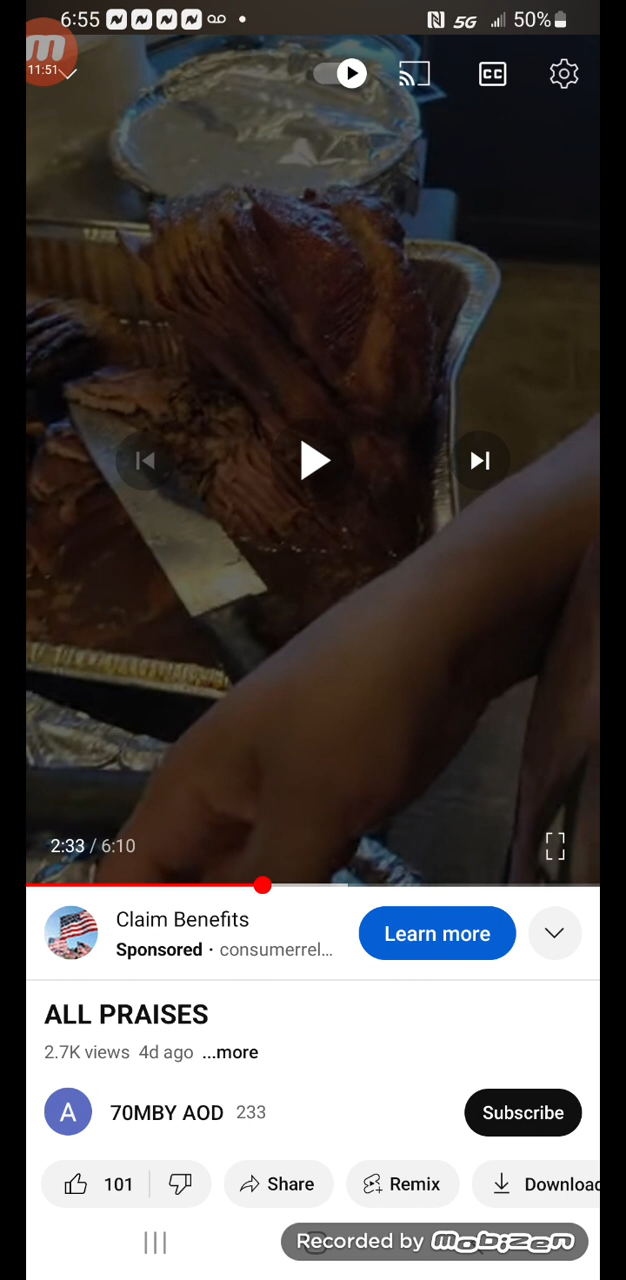 6:55
5G
50%
m
11:51
CC
2:33 / 6:10
Claim Benefits
Sponsored · consumerrel...
Learn more
ALL PRAISES
2.7K views 4d ago ...more
A
70MBY AOD 233
Subscribe
101
Share
Remix
Download
Recorded by mobizen